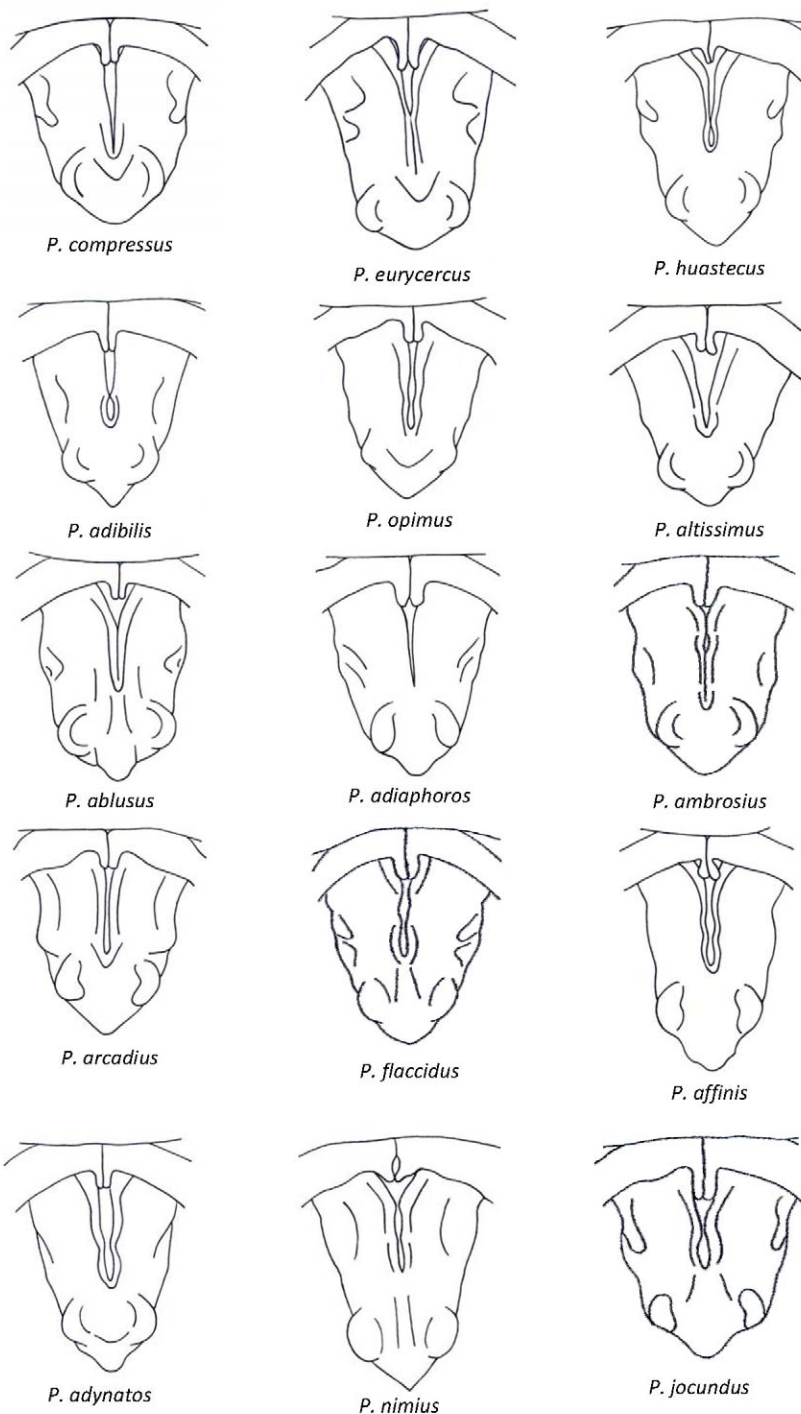 P. compressus
P. eurycercus
P. huastecus
P. adibilis
P. opimus
P. altissimus
P. ablusus
P. adiaphoros
P. ambrosius
P. arcadius
P. flaccidus
P. affinis
P. adynatos
P. nimius
P. jocundus